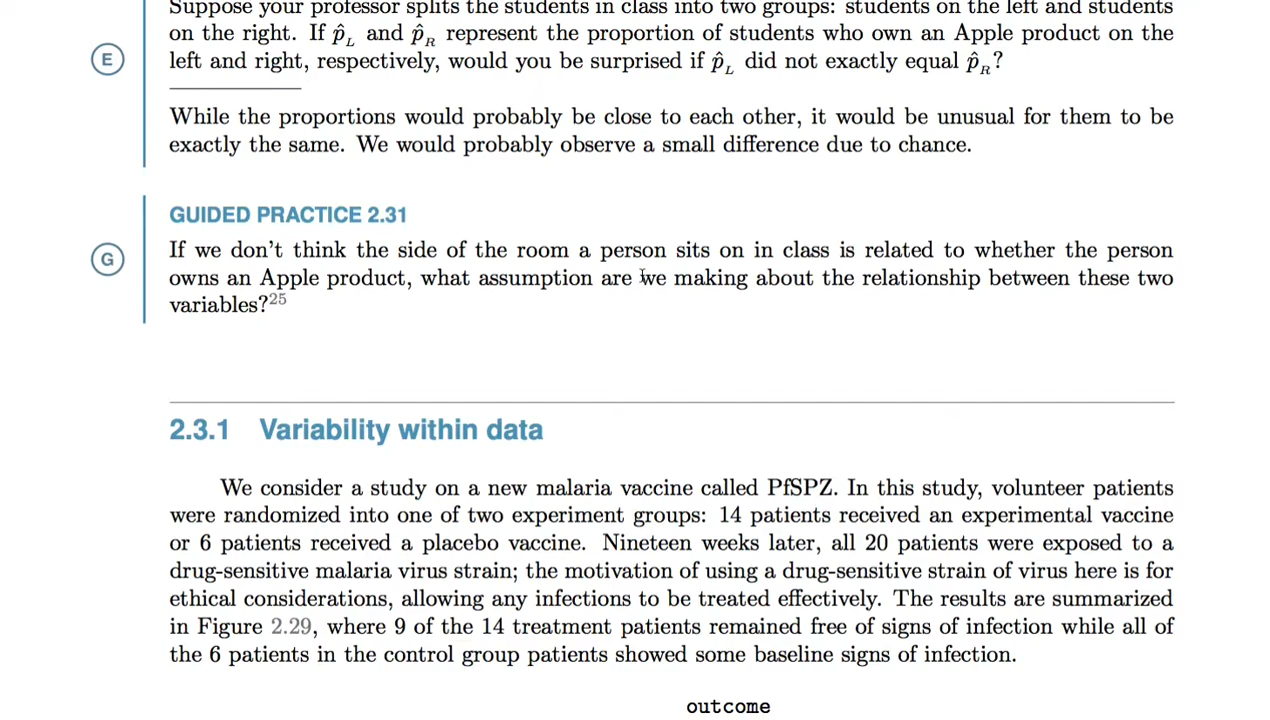 Suppose your professor splits the students in class into two groups: students on the left and students
on the right. If p̂L and p̂R represent the proportion of students who own an Apple product on the
E
left and right, respectively, would you be surprised if p̂L did not exactly equal p̂R?
While the proportions would probably be close to each other, it would be unusual for them to be
exactly the same. We would probably observe a small difference due to chance.
GUIDED PRACTICE 2.31
G
If we don't think the side of the room a person sits on in class is related to whether the person
owns an Apple product, what assumption are we making about the relationship between these two
variables?25
2.3.1 Variability within data
We consider a study on a new malaria vaccine called PfSPZ. In this study, volunteer patients
were randomized into one of two experiment groups: 14 patients received an experimental vaccine
or 6 patients received a placebo vaccine. Nineteen weeks later, all 20 patients were exposed to a
drug-sensitive malaria virus strain; the motivation of using a drug-sensitive strain of virus here is for
ethical considerations, allowing any infections to be treated effectively. The results are summarized
in Figure 2.29, where 9 of the 14 treatment patients remained free of signs of infection while all of
the 6 patients in the control group patients showed some baseline signs of infection.
outcome